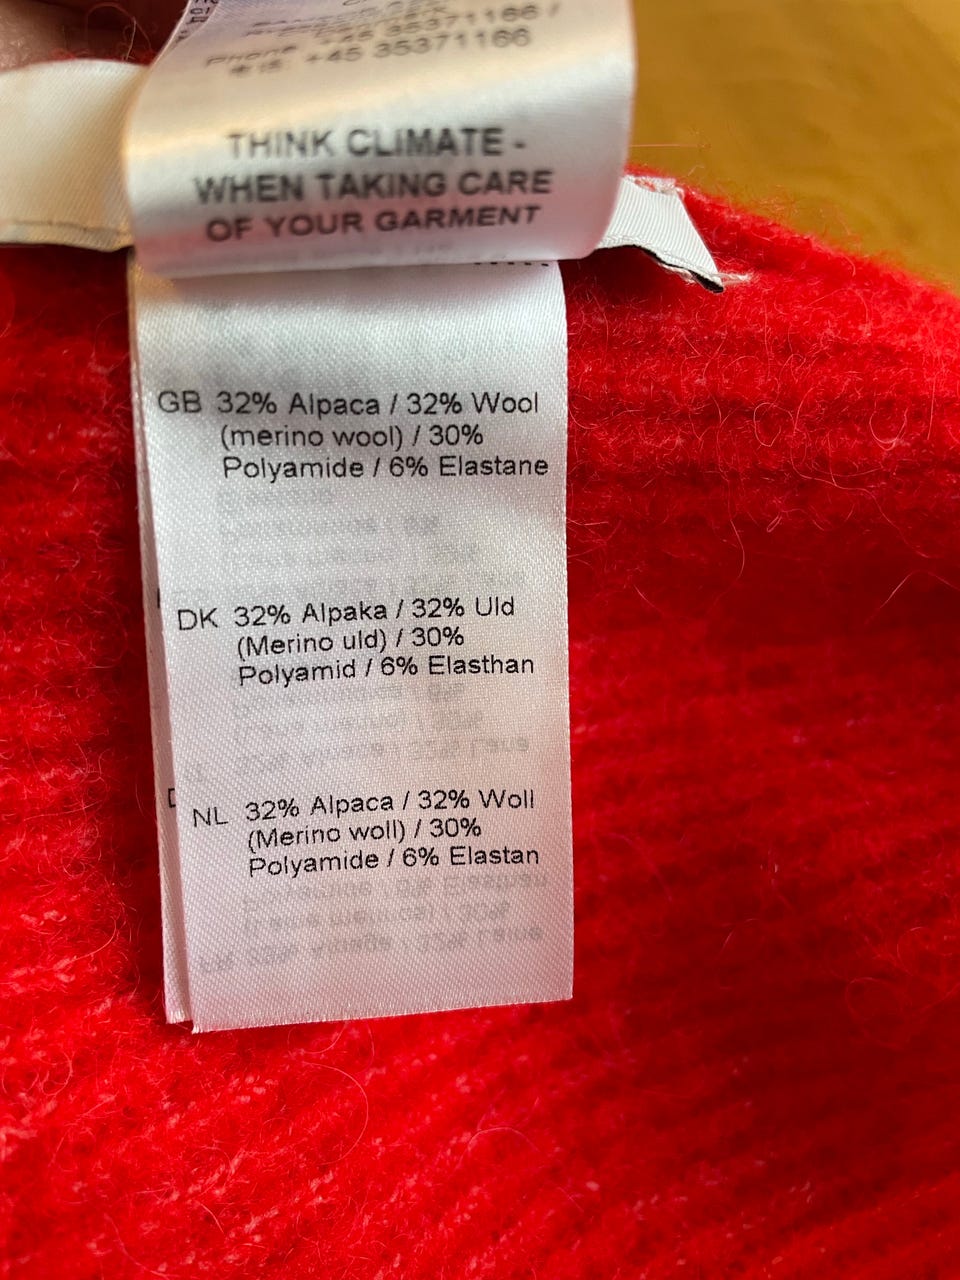 +45 35371166 /
Phone
+45 35371166
THINK CLIMATE -
WHEN TAKING CARE
OF YOUR GARMENT
GB 32% Alpaca / 32% Wool
(merino wool) / 30%
Polyamide / 6% Elastane
DK 32% Alpaka / 32% Uld
(Merino uld) / 30%
Polyamid / 6% Elasthan
NL 32% Alpaca / 32% Woll
(Merino woll) / 30%
Polyamide / 6% Elastan